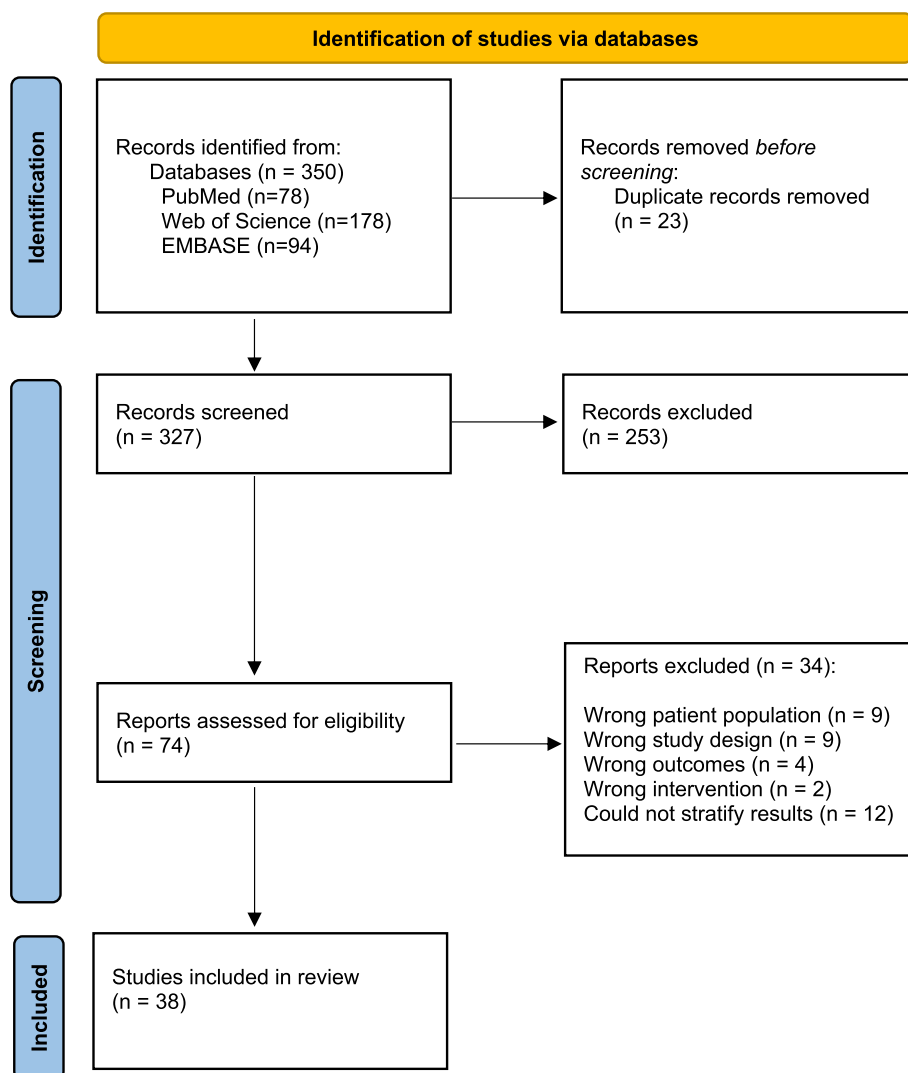 Identification of studies via databases
Identification
Records identified from:
Databases (n = 350)
PubMed (n=78)
Web of Science (n=178)
EMBASE (n=94)
Records removed before
screening:
Duplicate records removed
(n = 23)
Screening
Records screened
(n = 327)
Records excluded
(n = 253)
Reports assessed for eligibility
(n = 74)
Reports excluded (n = 34):
Wrong patient population (n = 9)
Wrong study design (n = 9)
Wrong outcomes (n = 4)
Wrong intervention (n = 2)
Could not stratify results (n = 12)
Included
Studies included in review
(n = 38)